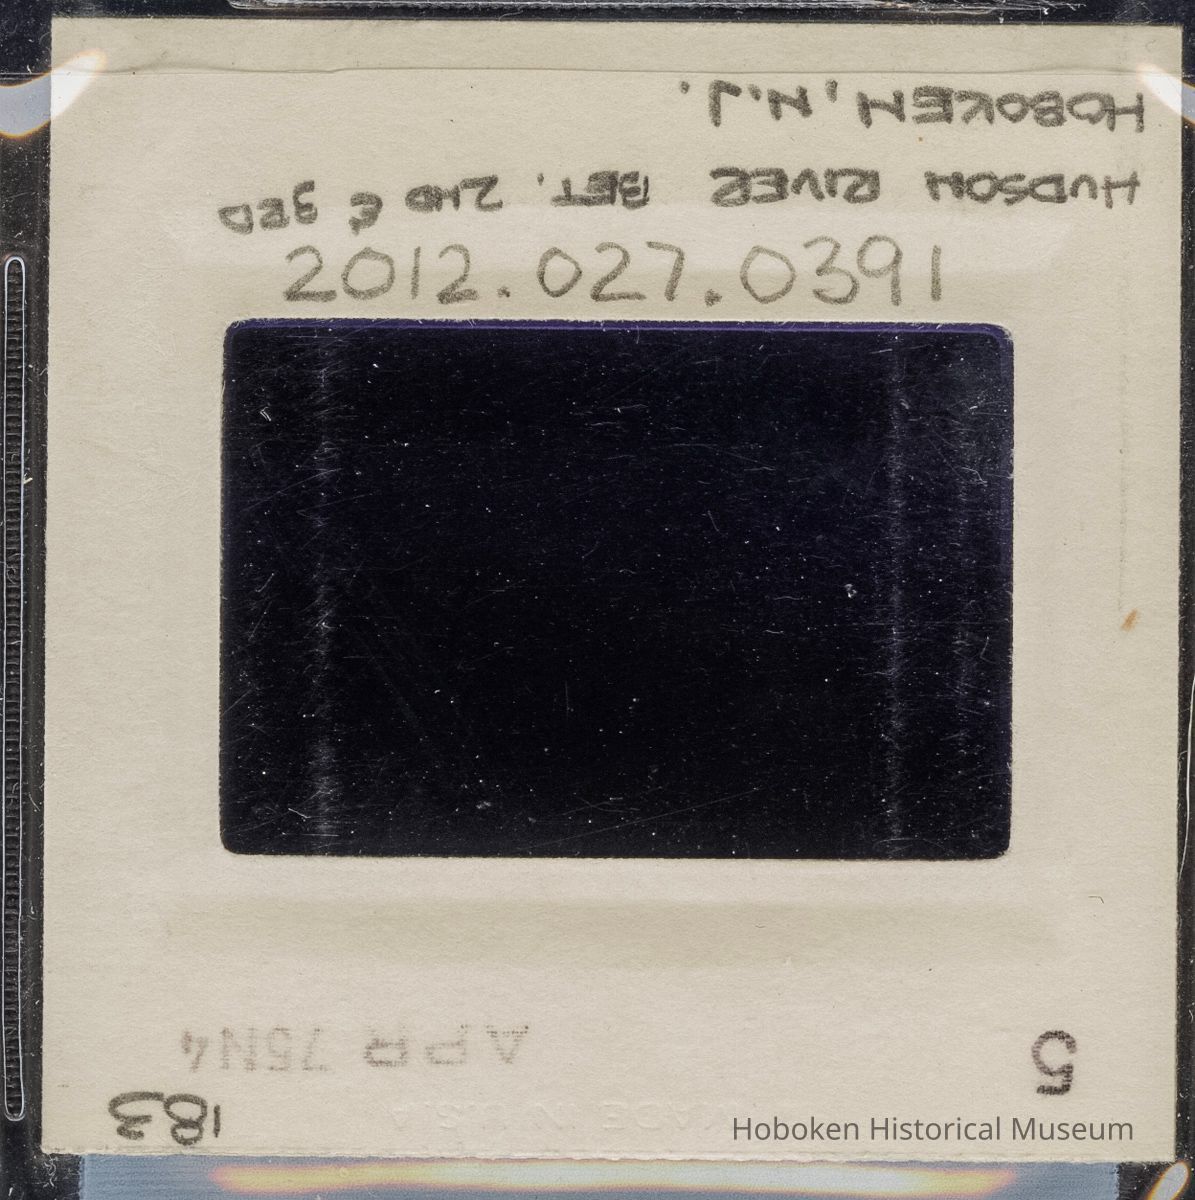 HOBOKEN, N.J.
HUDSON RIVER BET. 2ND & 3RD
2012.027.0391
APR 75N4
5
183
Hoboken Historical Museum